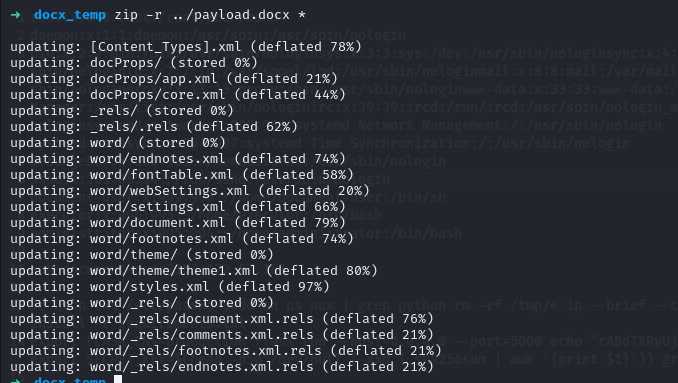 ➜ docx_temp zip -r ../payload.docx *
updating: [Content_Types].xml (deflated 78%)
updating: docProps/ (stored 0%)
updating: docProps/app.xml (deflated 21%)
updating: docProps/core.xml (deflated 44%)
updating: _rels/ (stored 0%)
updating: _rels/.rels (deflated 62%)
updating: word/ (stored 0%)
updating: word/endnotes.xml (deflated 74%)
updating: word/fontTable.xml (deflated 58%)
updating: word/webSettings.xml (deflated 20%)
updating: word/settings.xml (deflated 66%)
updating: word/document.xml (deflated 79%)
updating: word/footnotes.xml (deflated 74%)
updating: word/theme/ (stored 0%)
updating: word/theme/theme1.xml (deflated 80%)
updating: word/styles.xml (deflated 97%)
updating: word/_rels/ (stored 0%)
updating: word/_rels/document.xml.rels (deflated 76%)
updating: word/_rels/comments.xml.rels (deflated 21%)
updating: word/_rels/footnotes.xml.rels (deflated 21%)
updating: word/_rels/endnotes.xml.rels (deflated 21%)
➜ docx_temp